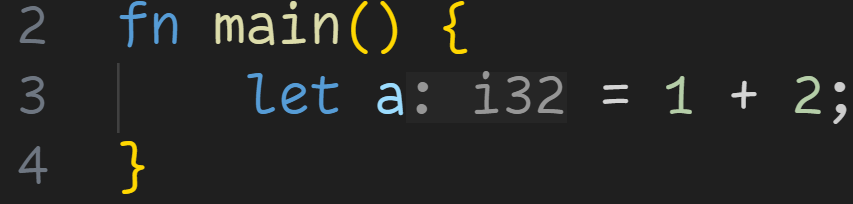 2 fn main() {
3     let a: i32 = 1 + 2;
4 }